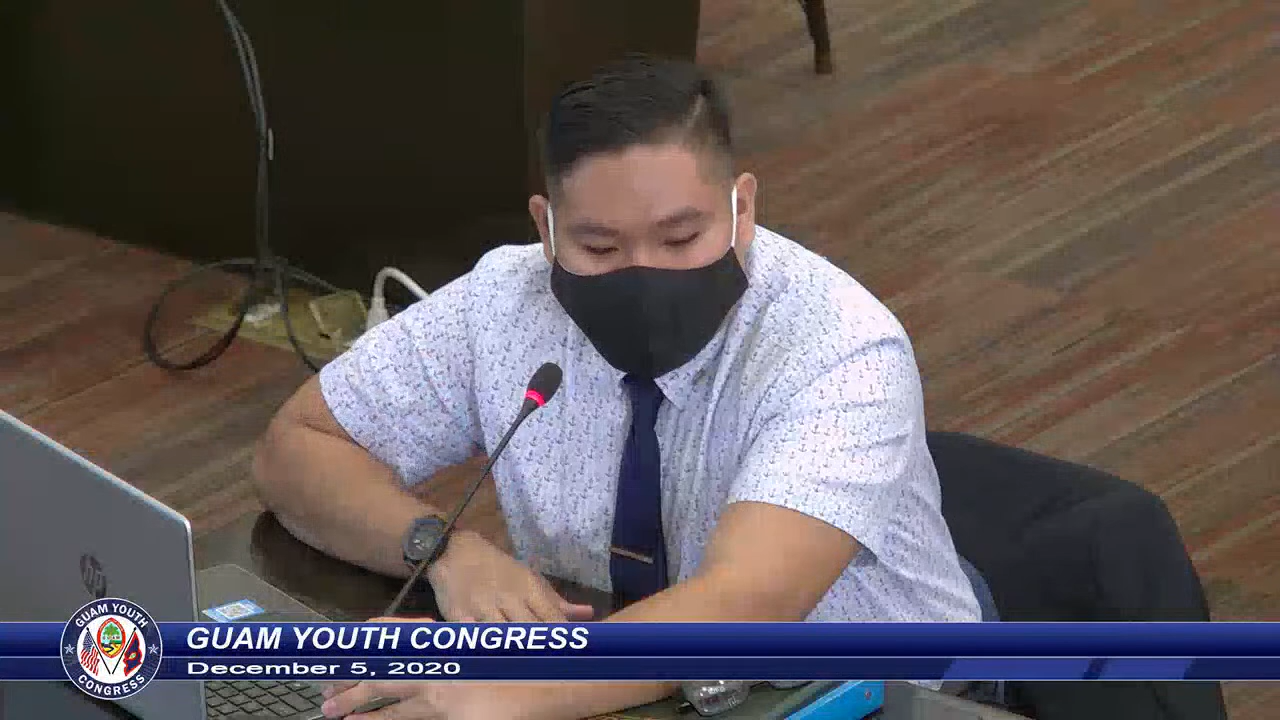 hp
GUAM YOUTH
CONGRESS
GUAM YOUTH CONGRESS
December 5, 2020